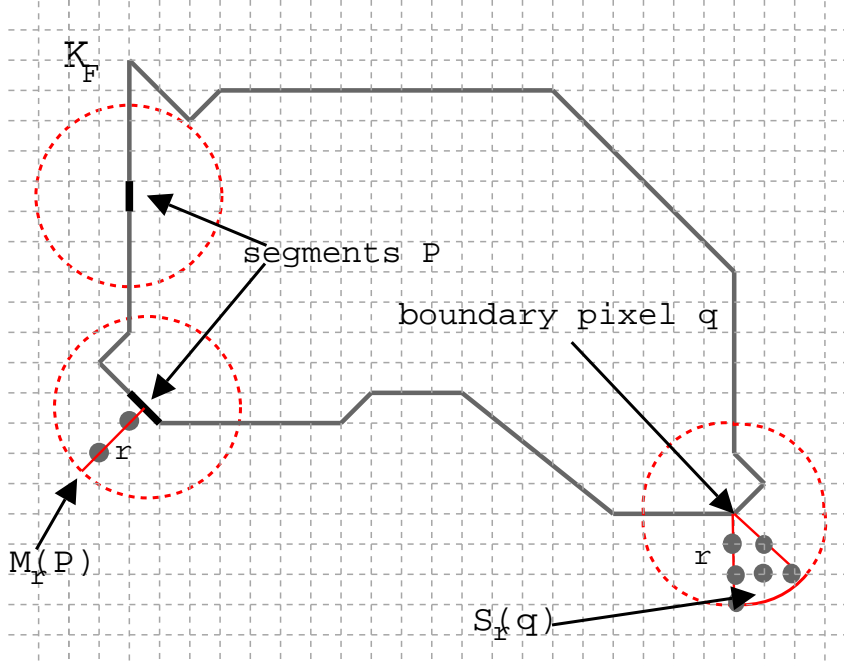 K_F
segments P
boundary pixel q
r
r
M_r(P)
S_r(q)